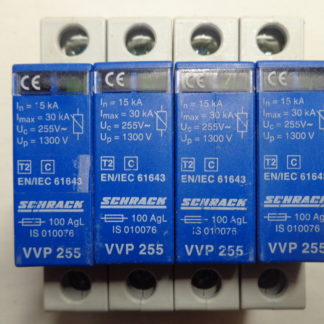 CE
In = 15 kA
Imax = 30 kA
Uc = 255V~
Up = 1300 V
T2 C
EN/IEC 61643
SCHRACK
100 AgL
IS 010076
VVP 255
CE
In = 15 kA
Imax = 30 kA
Uc = 255V~
Up = 1300 V
T2 C
EN/IEC 61643
SCHRACK
100 AgL
IS 010076
VVP 255
CE
In = 15 kA
Imax = 30 kA
Uc = 255V~
Up = 1300 V
T2 C
EN/IEC 61643
SCHRACK
100 AgL
IS 010076
VVP 255
CE
In = 15 kA
Imax = 30 kA
Uc = 255V~
Up = 1300 V
T2 C
EN/IEC 61643
SCHRACK
100 AgL
IS 010076
VVP 255